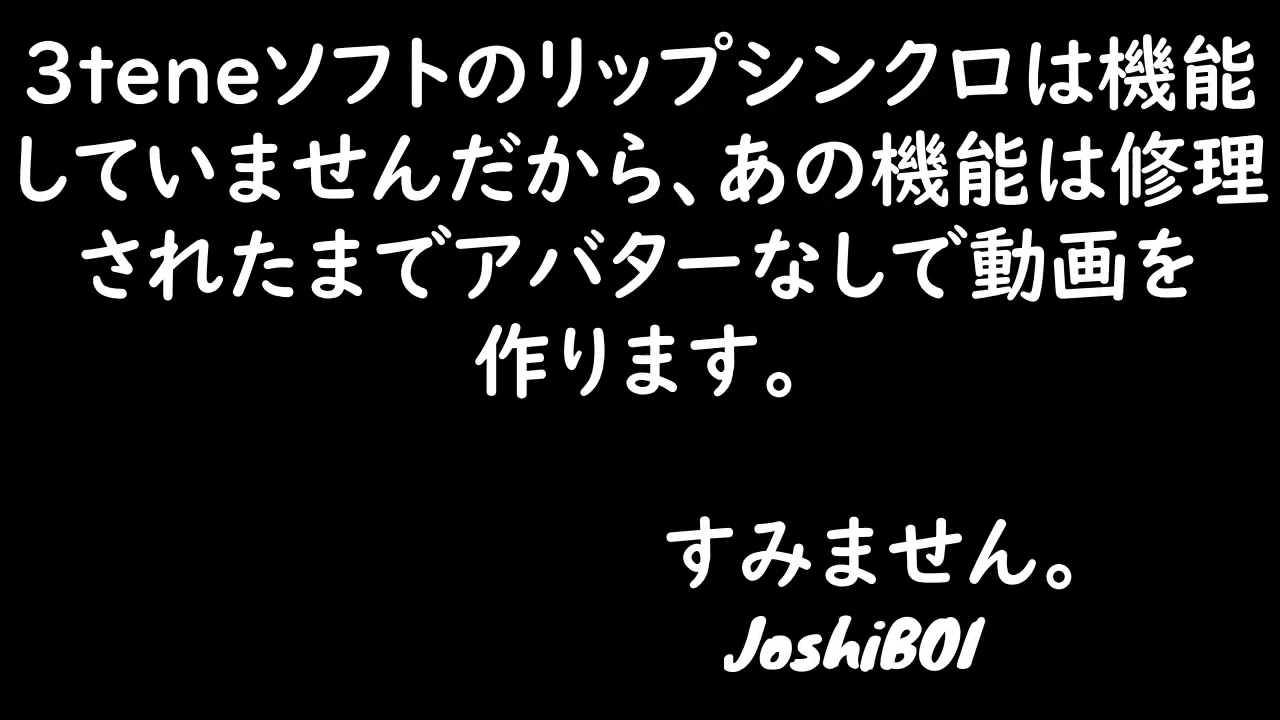 3teneソフトのリップシンクロは機能
していませんだから、あの機能は修理
されたまでアバターなしで動画を
作ります。
すみません。
JoshiBOI